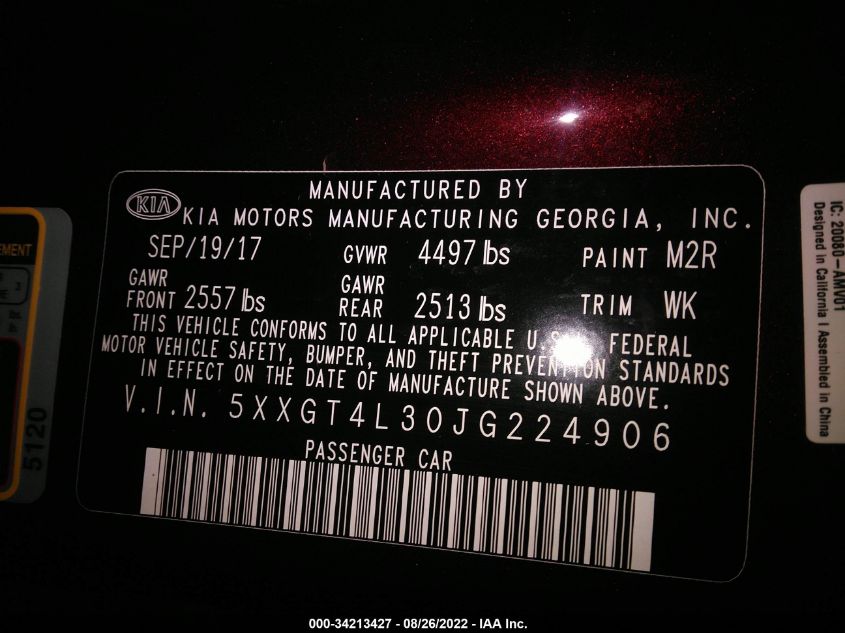 MANUFACTURED BY
KIA KIA MOTORS MANUFACTURING GEORGIA, INC.
SEP/19/17 GVWR 4497 lbs PAINT M2R
GAWR FRONT 2557 lbs GAWR REAR 2513 lbs TRIM WK
THIS VEHICLE CONFORMS TO ALL APPLICABLE FEDERAL
MOTOR VEHICLE SAFETY, BUMPER, AND THEFT PREVENTION STANDARDS
IN EFFECT ON THE DATE OF MANUFACTURE SHOWN ABOVE.
V.I.N. 5XXGT4L30JG224906
PASSENGER CAR
5120
IC: 20080-AMV01
Designed in California | Assembled in China
000-34213427 - 08/26/2022 - IAA Inc.